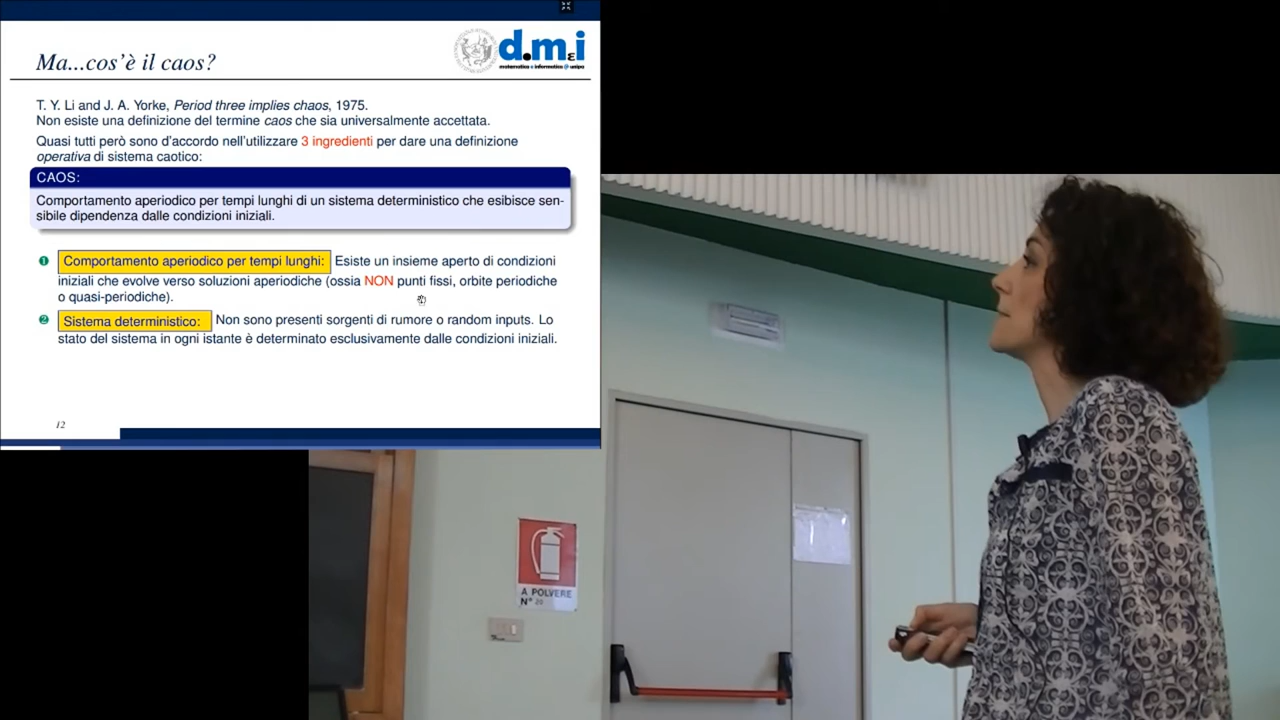 Ma...cos'è il caos?
d.mεi
matematica e informatica @ unipa
T. Y. Li and J. A. Yorke, Period three implies chaos, 1975.
Non esiste una definizione del termine caos che sia universalmente accettata.
Quasi tutti però sono d'accordo nell'utilizzare 3 ingredienti per dare una definizione
operativa di sistema caotico:
CAOS:
Comportamento aperiodico per tempi lunghi di un sistema deterministico che esibisce sen-
sibile dipendenza dalle condizioni iniziali.
1 Comportamento aperiodico per tempi lunghi: Esiste un insieme aperto di condizioni
iniziali che evolve verso soluzioni aperiodiche (ossia NON punti fissi, orbite periodiche
o quasi-periodiche).
2 Sistema deterministico: Non sono presenti sorgenti di rumore o random inputs. Lo
stato del sistema in ogni istante è determinato esclusivamente dalle condizioni iniziali.
12
A POLVERE
N° 20